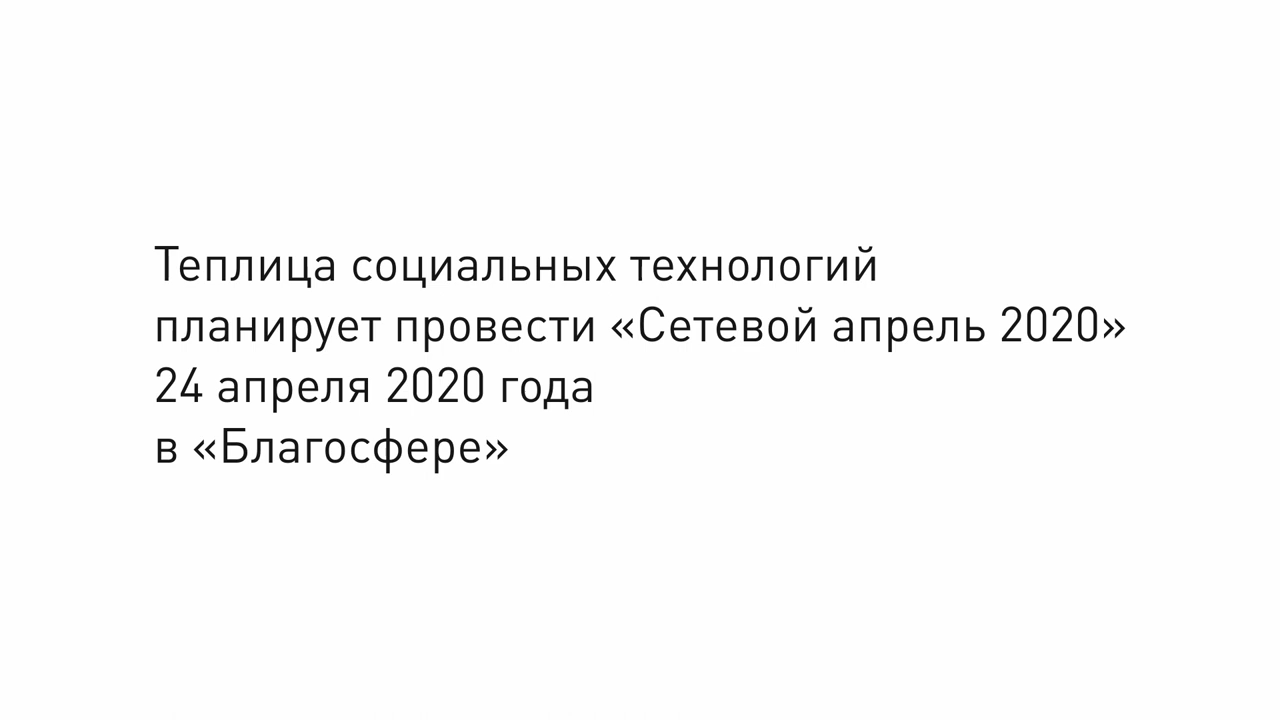 Теплица социальных технологий
планирует провести «Сетевой апрель 2020»
24 апреля 2020 года
в «Благосфере»